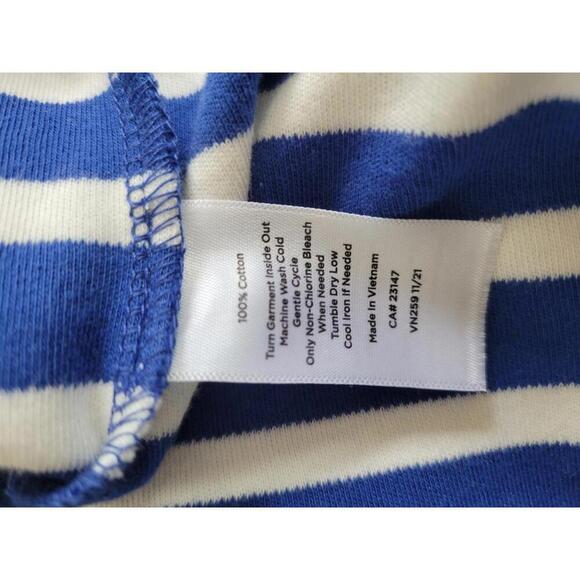 100% Cotton
Turn Garment Inside Out
Machine Wash Cold
Gentle Cycle
Only Non-Chlorine Bleach
When Needed
Tumble Dry Low
Cool Iron If Needed
Made In Vietnam
CA# 23147
VN259 11/21